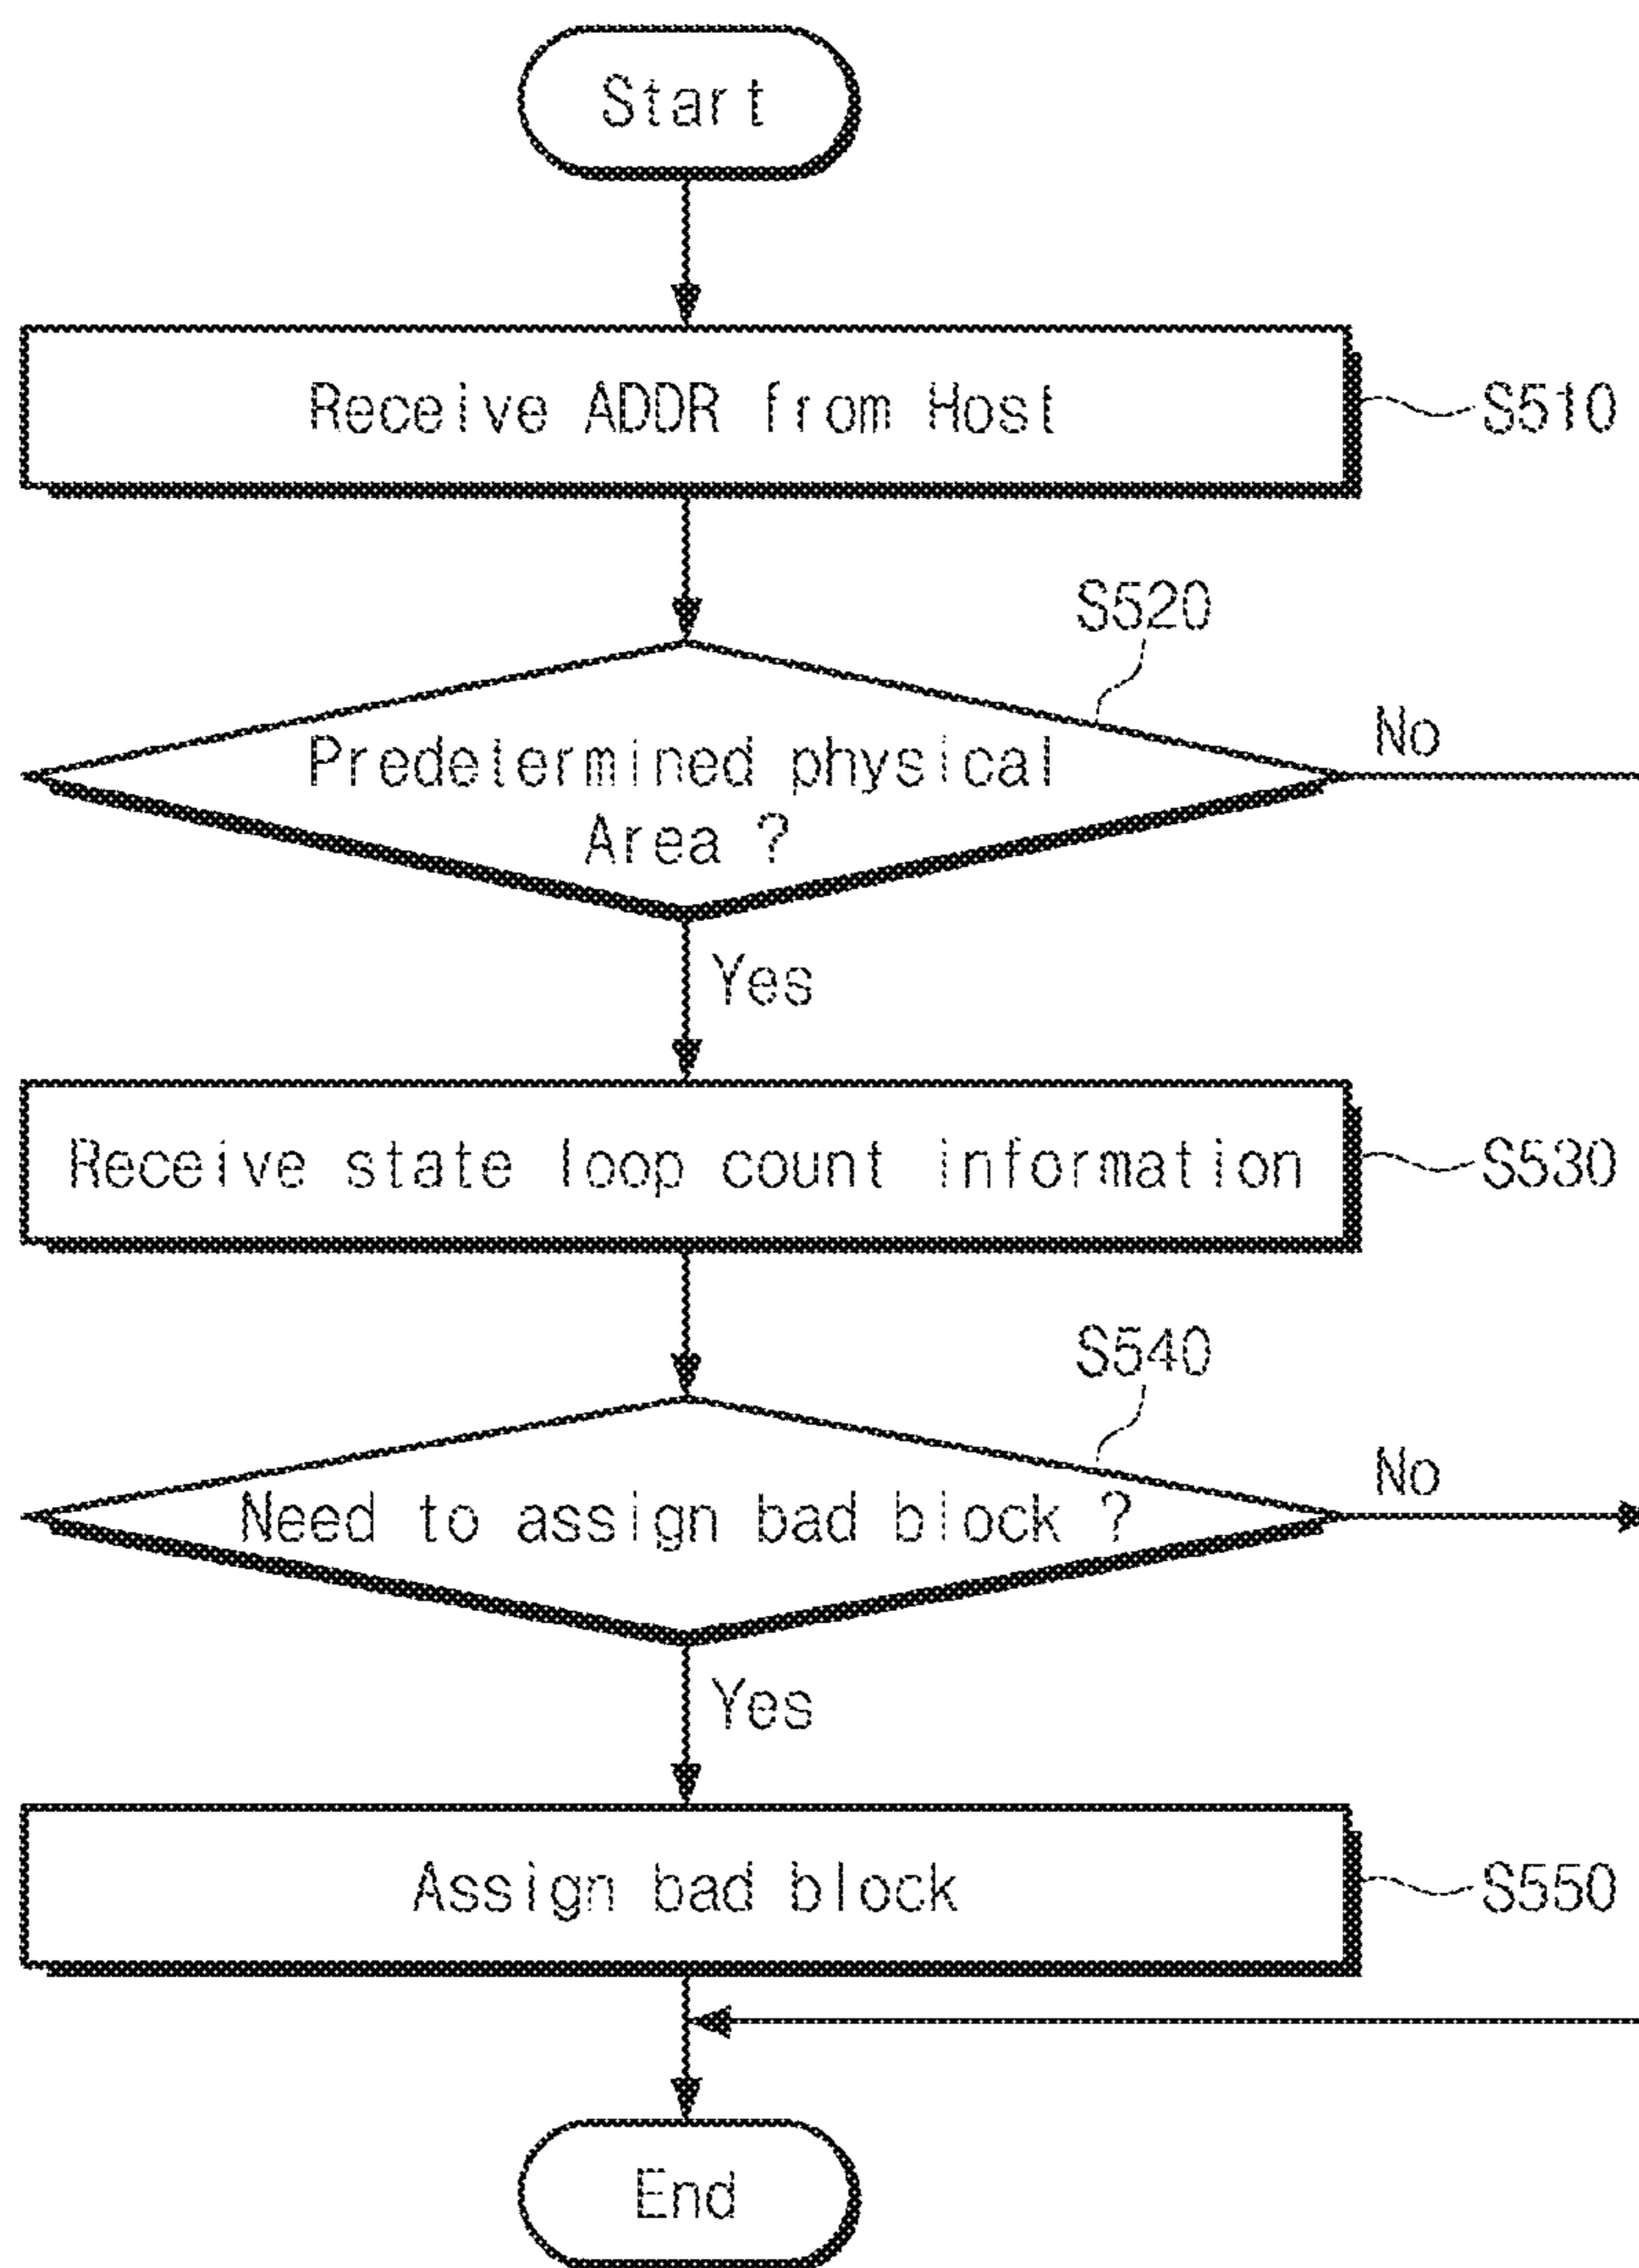 Start
Receive ADDR from Host
S510
S520
Predetermined physical
Area ?
No
Yes
Receive state loop count information
S530
S540
Need to assign bad block ?
No
Yes
Assign bad block
S550
End